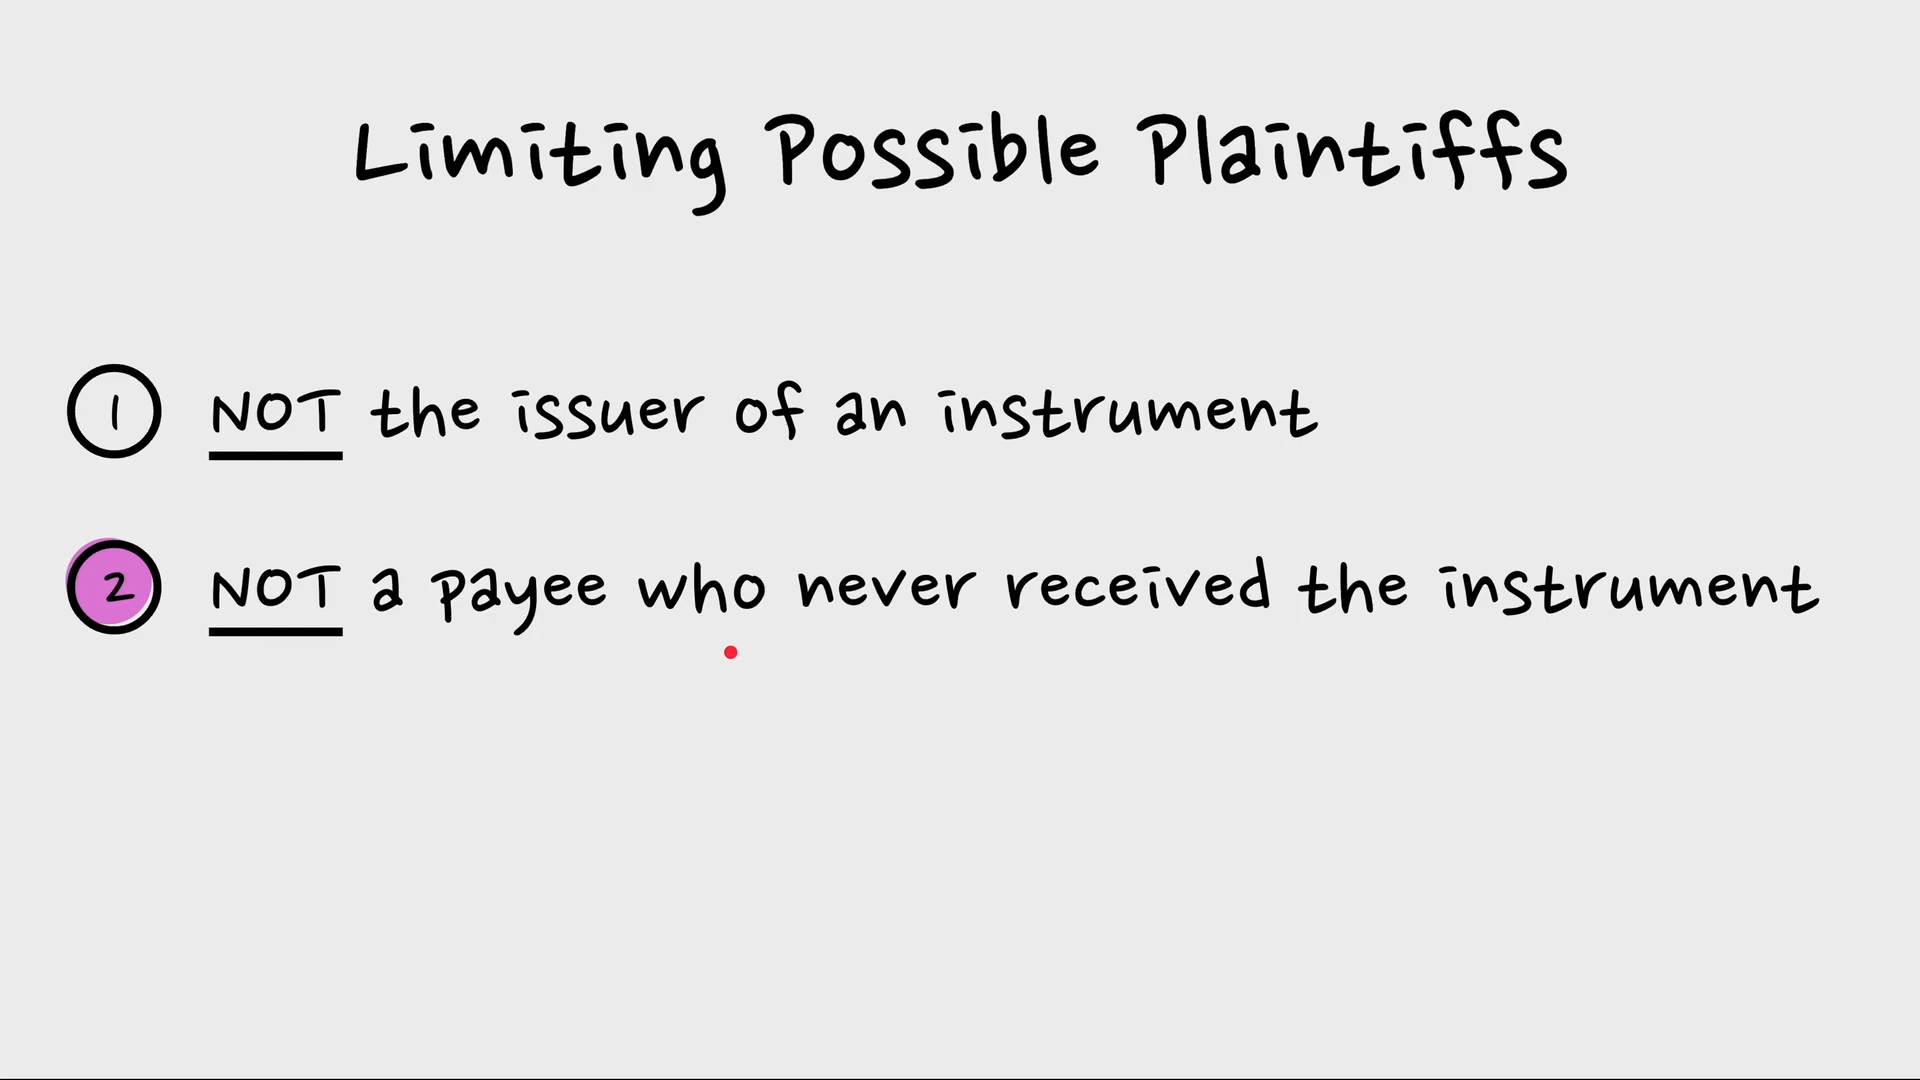 Limiting Possible Plaintiffs
1 NOT the issuer of an instrument
2 NOT a payee who never received the instrument